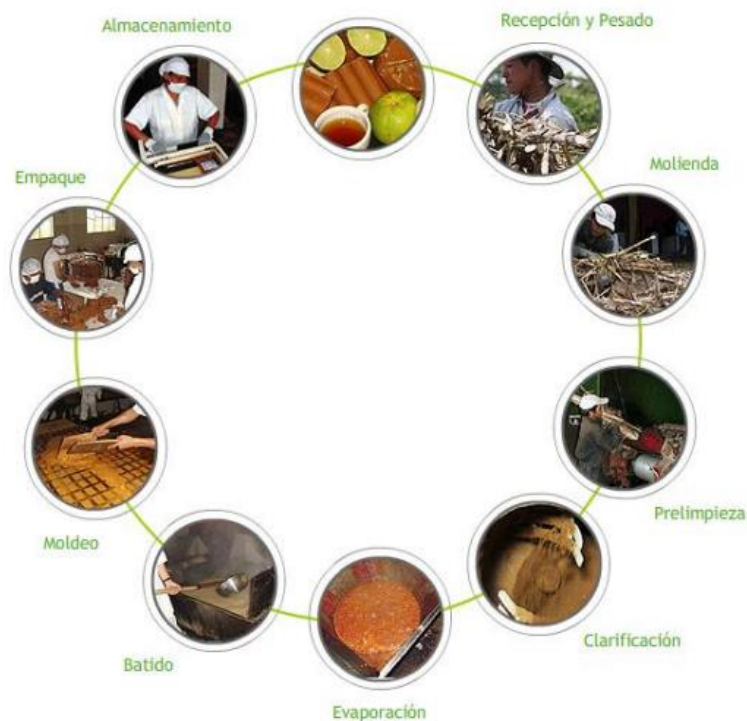 Almacenamiento
Recepción y Pesado
Empaque
Molienda
Prelimpieza
Moldeo
Clarificación
Batido
Evaporación